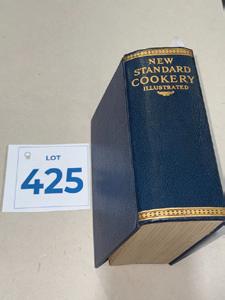 NEW
STANDARD
COOKERY
ILLUSTRATED
LOT
425